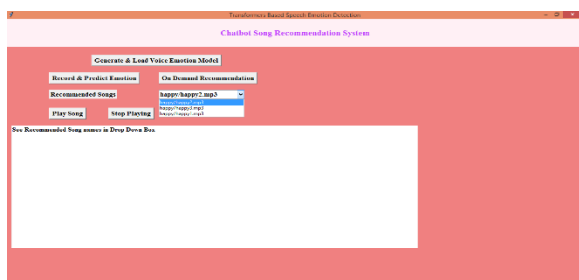 Transformers Based Speech Emotion Detection
Chatbot Song Recommendation System
Generate & Load Voice Emotion Model
Record & Predict Emotion On Demand Recommendation
Recommended Songs happy/happy2.mp3
happy/happy2.mp3
happy/happy3.mp3
happy/happy1.mp3
Play Song Stop Playing
See Recommended Song names in Drop Down Box